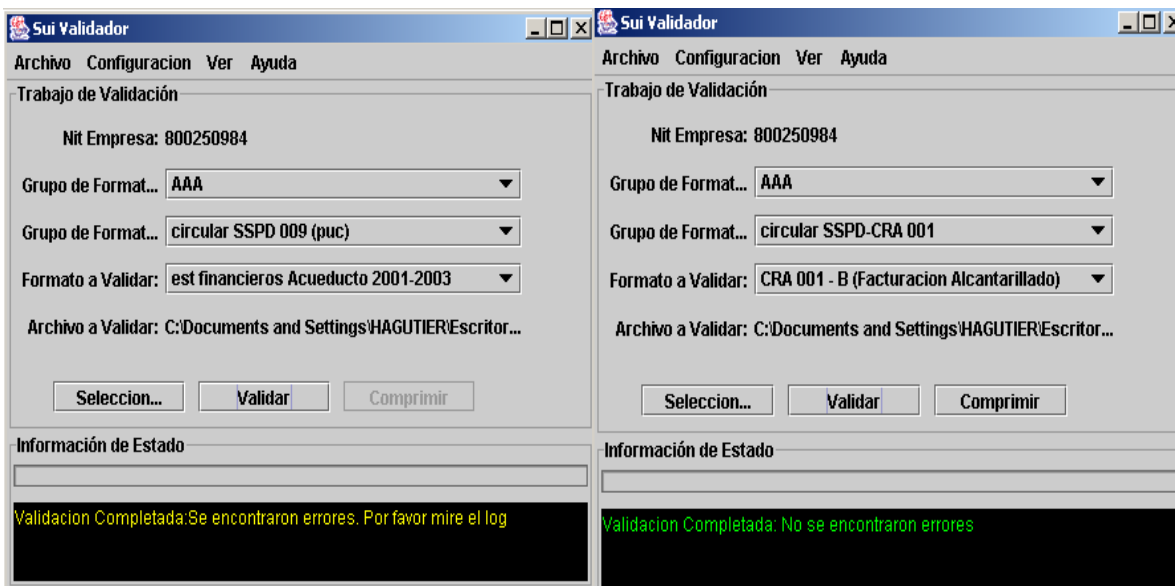 Sui Validador
Archivo Configuracion Ver Ayuda
Trabajo de Validación
Nit Empresa: 800250984
Grupo de Format... AAA
Grupo de Format... circular SSPD 009 (puc)
Formato a Validar: est financieros Acueducto 2001-2003
Archivo a Validar: C:\Documents and Settings\HAGUTIER\Escritor...
Seleccion... Validar Comprimir
Información de Estado
Validacion Completada:Se encontraron errores. Por favor mire el log
Sui Validador
Archivo Configuracion Ver Ayuda
Trabajo de Validación
Nit Empresa: 800250984
Grupo de Format... AAA
Grupo de Format... circular SSPD-CRA 001
Formato a Validar: CRA 001 - B (Facturacion Alcantarillado)
Archivo a Validar: C:\Documents and Settings\HAGUTIER\Escritor...
Seleccion... Validar Comprimir
Información de Estado
Validacion Completada: No se encontraron errores